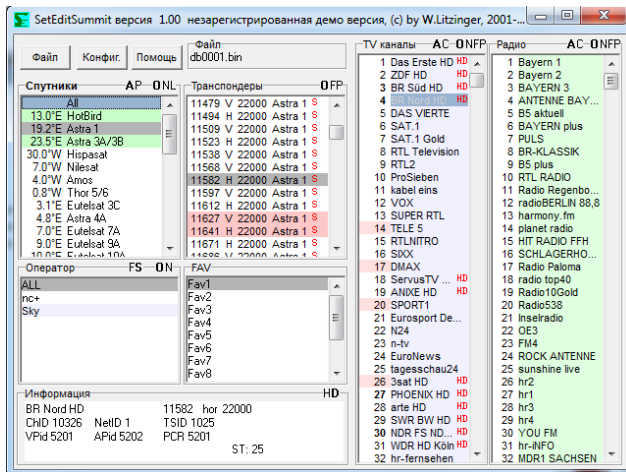 SetEditSummit версия 1.00 незарегистрированная демо версия, (c) by W.Litzinger, 2001-...
Файл
Конфиг.
Помощь
Файл
db0001.bin
Спутники AP-ONL
All
13.0°E HotBird
19.2°E Astra 1
23.5°E Astra 3A/3B
30.0°W Hispasat
7.0°W Nilesat
4.0°W Amos
0.8°W Thor 5/6
3.1°E Eutelsat 3C
4.8°E Astra 4A
7.0°E Eutelsat 7A
9.0°E Eutelsat 9A
10.0°E Eutelsat 10A
Транспондеры OFP
11479 V 22000 Astra 1 S
11494 H 22000 Astra 1 S
11509 V 22000 Astra 1 S
11523 H 22000 Astra 1 S
11538 V 22000 Astra 1 S
11568 V 22000 Astra 1 S
11582 H 22000 Astra 1 S
11597 V 22000 Astra 1 S
11612 H 22000 Astra 1 S
11627 V 22000 Astra 1 S
11641 H 22000 Astra 1 S
11671 H 22000 Astra 1 S
11686 V 22000 Astra 1 S
Оператор FS-ON
ALL
nc+
Sky
FAV
Fav1
Fav2
Fav3
Fav4
Fav5
Fav6
Fav7
Fav8
Информация HD
BR Nord HD 11582 hor 22000
ChID 10326 NetID 1 TSID 1025
VPid 5201 APid 5202 PCR 5201
ST: 25
TV каналы AC-ONFP
1 Das Erste HD HD
2 ZDF HD HD
3 BR Süd HD HD
4 BR Nord HD HD
5 DAS VIERTE
6 SAT.1
7 SAT.1 Gold
8 RTL Television
9 RTL2
10 ProSieben
11 kabel eins
12 VOX
13 SUPER RTL
14 TELE 5
15 RTLNITRO
16 SIXX
17 DMAX
18 ServusTV ... HD
19 ANIXE HD HD
20 SPORT1
21 Eurosport De...
22 N24
23 n-tv
24 EuroNews
25 tagesschau24
26 3sat HD HD
27 PHOENIX HD HD
28 arte HD HD
29 SWR BW HD HD
30 NDR FS ND... HD
31 WDR HD Köln HD
32 hr-fernsehen
Радио AC-ONFP
1 Bayern 1
2 Bayern 2
3 BAYERN 3
4 ANTENNE BAY...
5 B5 aktuell
6 BAYERN plus
7 PULS
8 BR-KLASSIK
9 B5 plus
10 RTL RADIO
11 Radio Regenbo...
12 radioBERLIN 88,8
13 harmony.fm
14 planet radio
15 HIT RADIO FFH
16 SCHLAGERHO...
17 Radio Paloma
18 radio top40
19 Radio10Gold
20 Radio538
21 Inselradio
22 OE3
23 FM4
24 ROCK ANTENNE
25 sunshine live
26 hr2
27 hr1
28 hr3
29 hr4
30 YOU FM
31 hr-iNFO
32 MDR1 SACHSEN